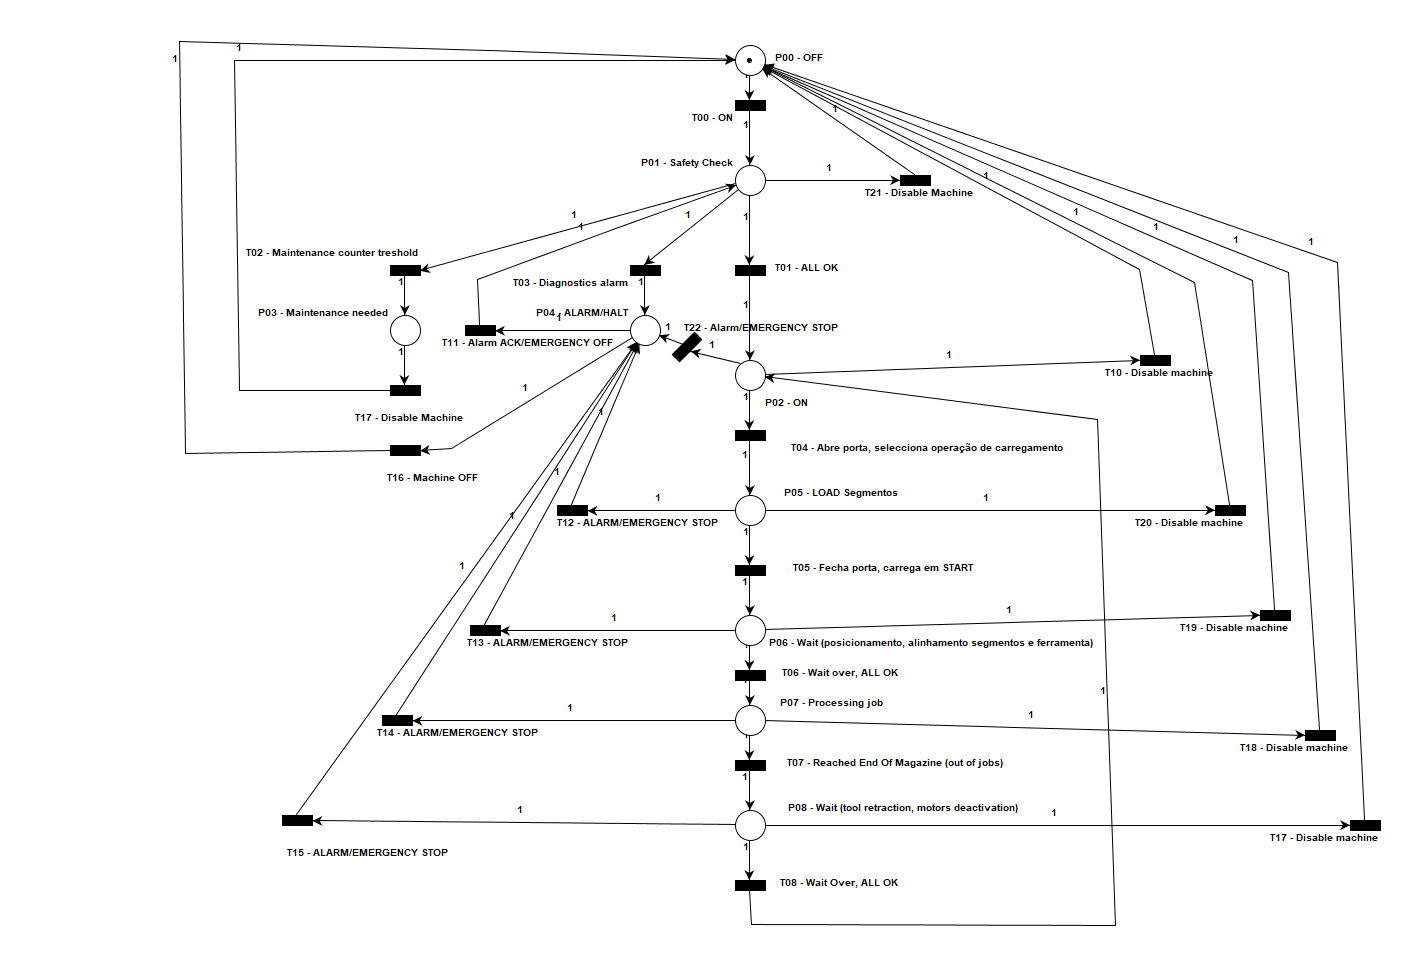 1
1
P00 - OFF
1
T00 - ON
1
1
P01 - Safety Check
1
T21 - Disable Machine
1
1
1
1
1
1
1
1
1
1
T02 - Maintenance counter treshold
T01 - ALL OK
T03 - Diagnostics alarm
1
1
1
P03 - Maintenance needed
P04 - ALARM/HALT
1
1
T22 - Alarm/EMERGENCY STOP
T11 - Alarm ACK/EMERGENCY OFF
1
1
1
T10 - Disable machine
1
1
P02 - ON
T17 - Disable Machine
1
T04 - Abre porta, selecciona operação de carregamento
1
T16 - Machine OFF
1
P05 - LOAD Segmentos
1
1
1
T12 - ALARM/EMERGENCY STOP
T20 - Disable machine
1
1
T05 - Fecha porta, carrega em START
1
1
1
T13 - ALARM/EMERGENCY STOP
P06 - Wait (posicionamento, alinhamento segmentos e ferramenta)
T19 - Disable machine
T06 - Wait over, ALL OK
1
P07 - Processing job
1
1
T14 - ALARM/EMERGENCY STOP
T18 - Disable machine
T07 - Reached End Of Magazine (out of jobs)
1
P08 - Wait (tool retraction, motors deactivation)
1
1
T17 - Disable machine
1
T15 - ALARM/EMERGENCY STOP
T08 - Wait Over, ALL OK